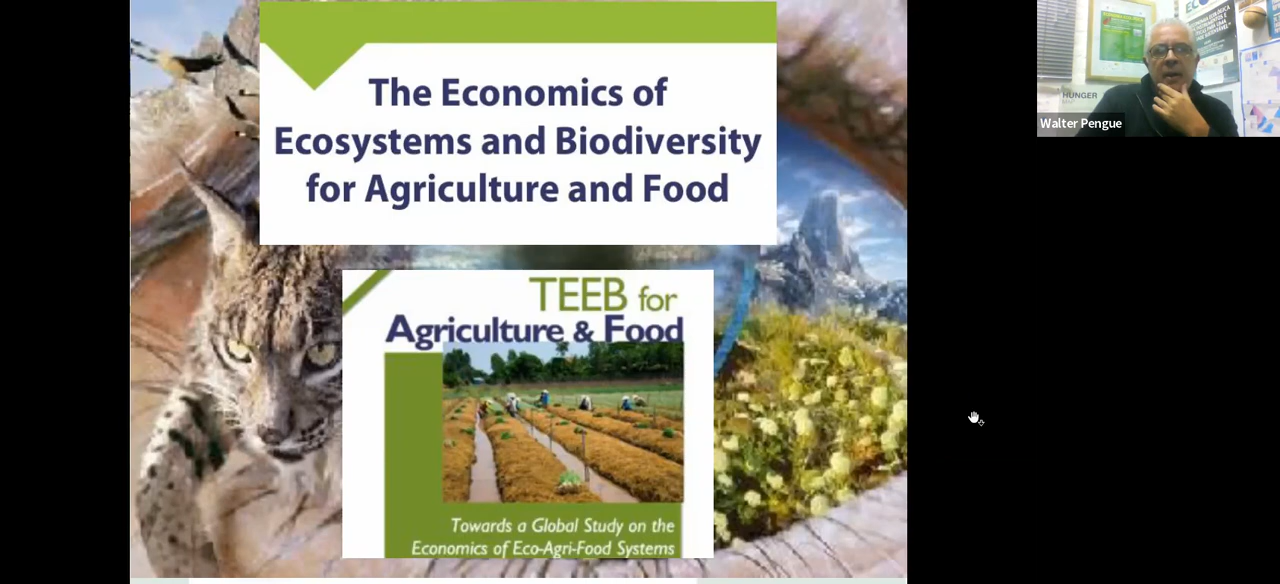 The Economics of
Ecosystems and Biodiversity
for Agriculture and Food
TEEB for
Agriculture & Food
Towards a Global Study on the
Economics of Eco-Agri-Food Systems
HUNGER
Walter Pengue